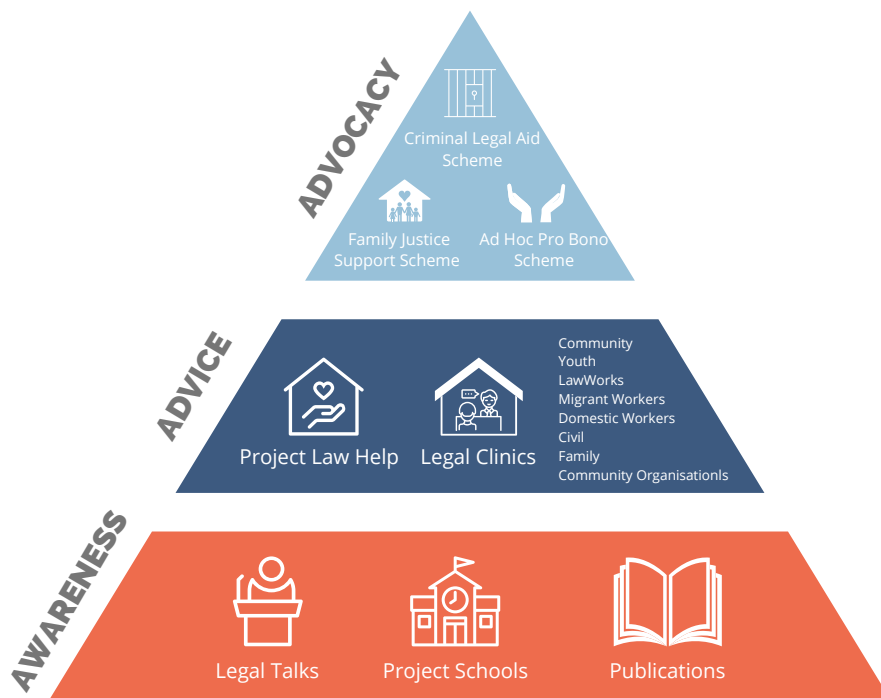 ADVOCACY
Criminal Legal Aid
Scheme
Family Justice
Support Scheme
Ad Hoc Pro Bono
Scheme
ADVICE
Project Law Help
Legal Clinics
Community
Youth
LawWorks
Migrant Workers
Domestic Workers
Civil
Family
Community Organisationls
AWARENESS
Legal Talks
Project Schools
Publications